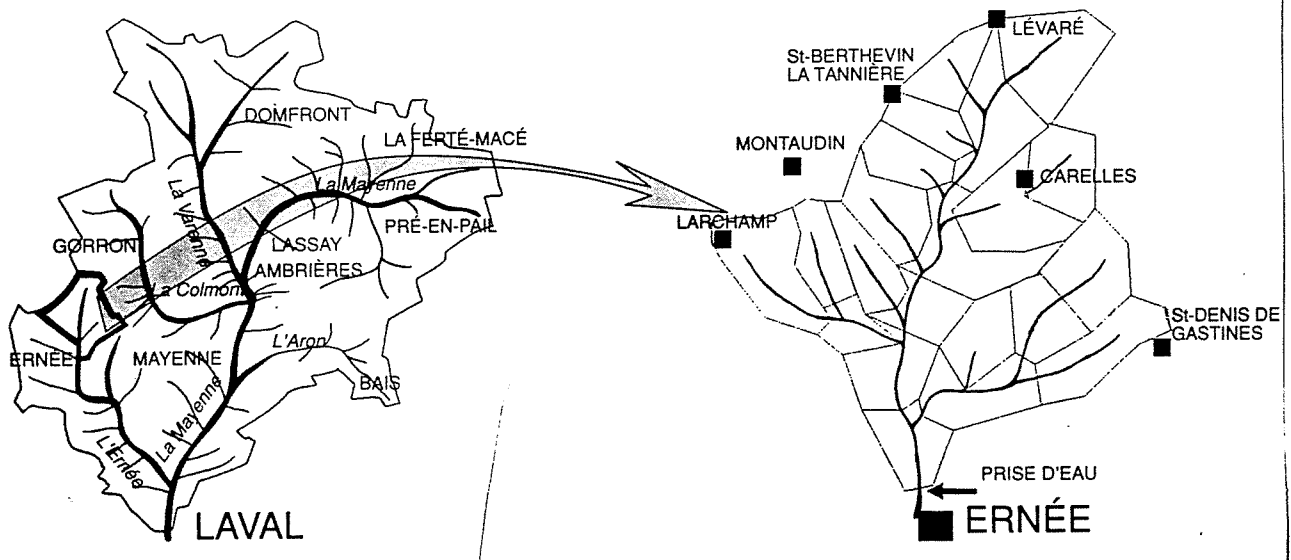 DOMFRONT
LA FERTÉ-MACÉ
La Mayenne
La Varenne
PRÉ-EN-PAIL
GORRON
LASSAY
AMBRIÈRES
La Colmont
ERNÉE
MAYENNE
L'Aron
BAIS
La Mayenne
L'Ernée
LAVAL
LÉVARÉ
St-BERTHEVIN
LA TANNIÈRE
MONTAUDIN
CARELLES
LARCHAMP
St-DENIS DE
GASTINES
PRISE D'EAU
ERNÉE